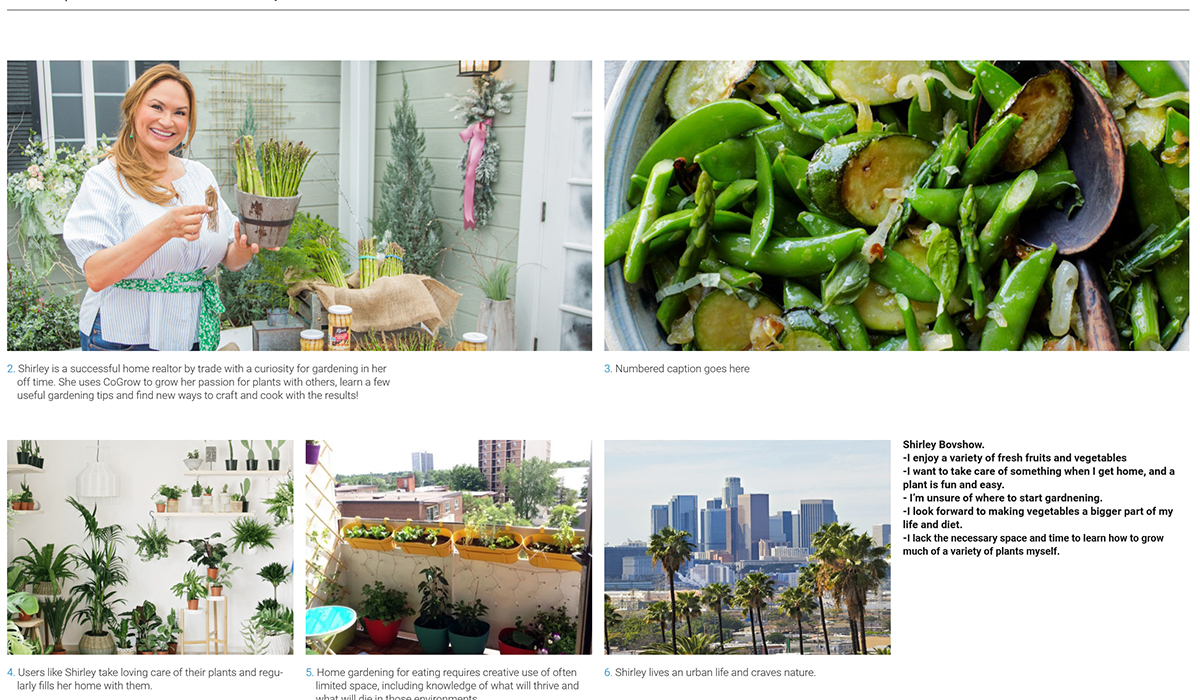 2. Shirley is a successful home realtor by trade with a curiosity for gardening in her
off time. She uses CoGrow to grow her passion for plants with others, learn a few
useful gardening tips and find new ways to craft and cook with the results!
3. Numbered caption goes here
Shirley Bovshow.
-I enjoy a variety of fresh fruits and vegetables
-I want to take care of something when I get home, and a
plant is fun and easy.
- I'm unsure of where to start gardnening.
-I look forward to making vegetables a bigger part of my
life and diet.
-I lack the necessary space and time to learn how to grow
much of a variety of plants myself.
4. Users like Shirley take loving care of their plants and regu-
larly fills her home with them.
5. Home gardening for eating requires creative use of often
limited space, including knowledge of what will thrive and
what will die in those environments.
6. Shirley lives an urban life and craves nature.